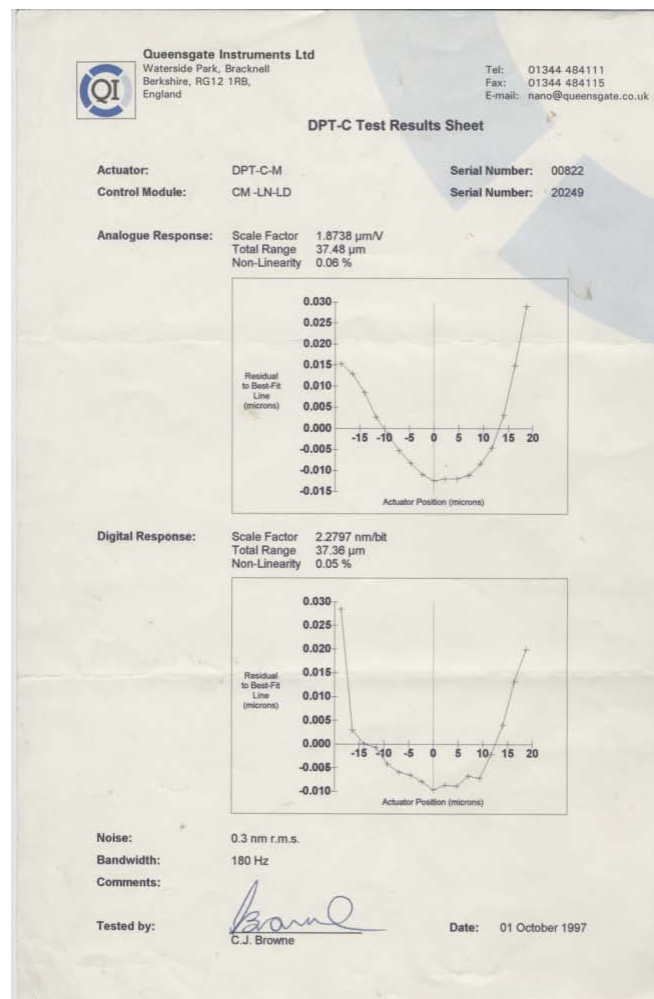 QI
Queensgate Instruments Ltd
Waterside Park, Bracknell
Berkshire, RG12 1RB,
England
Tel: 01344 484111
Fax: 01344 484115
E-mail: nano@queensgate.co.uk
DPT-C Test Results Sheet
Actuator: DPT-C-M Serial Number: 00822
Control Module: CM -LN-LD Serial Number: 20249
Analogue Response: Scale Factor 1.8738 µm/V
Total Range 37.48 µm
Non-Linearity 0.06 %
0.030
0.025
0.020
0.015
0.010
0.005
0.000
-0.005
-0.010
-0.015
Residual
to Best-Fit
Line
(microns)
-15 -10 -5 0 5 10 15 20
Actuator Position (microns)
Digital Response: Scale Factor 2.2797 nm/bit
Total Range 37.36 µm
Non-Linearity 0.05 %
0.030
0.025
0.020
0.015
0.010
0.005
0.000
-0.005
-0.010
Residual
to Best-Fit
Line
(microns)
-15 -10 -5 0 5 10 15 20
Actuator Position (microns)
Noise: 0.3 nm r.m.s.
Bandwidth: 180 Hz
Comments:
Tested by: Browne
C.J. Browne
Date: 01 October 1997